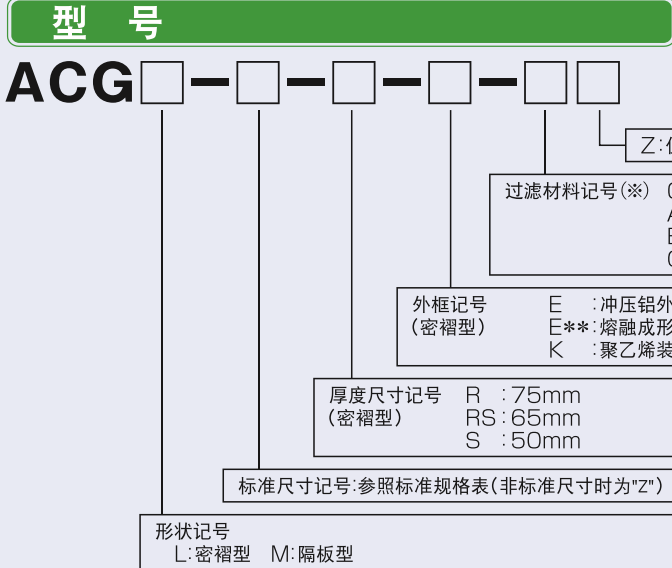 型 号
ACG□-□-□-□-□□
Z:
过滤材料记号(※)
外框记号 E :冲压铝外
(密褶型) E**:熔融成形
K :聚乙烯装
厚度尺寸记号 R :75mm
(密褶型) RS:65mm
S :50mm
标准尺寸记号:参照标准规格表(非标准尺寸时为"Z")
形状记号
L:密褶型 M:隔板型